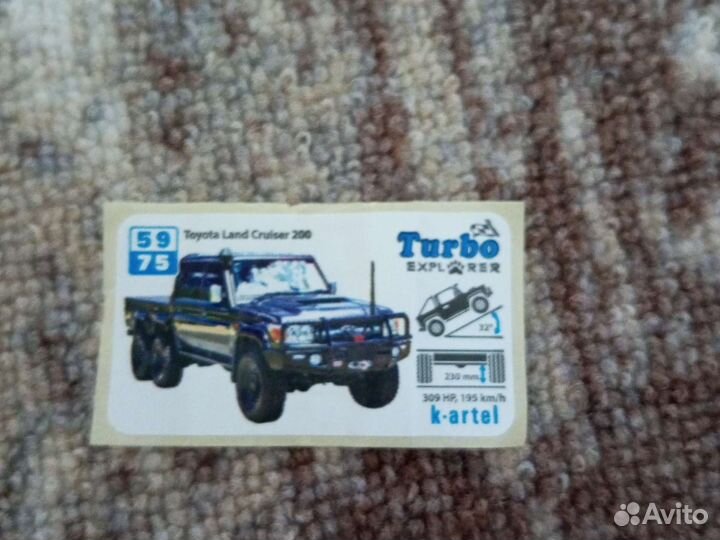 59
75
Toyota Land Cruiser 200
Turbo
EXPLORER
32°
230 mm
309 HP, 195 km/h
k-artel
Avito